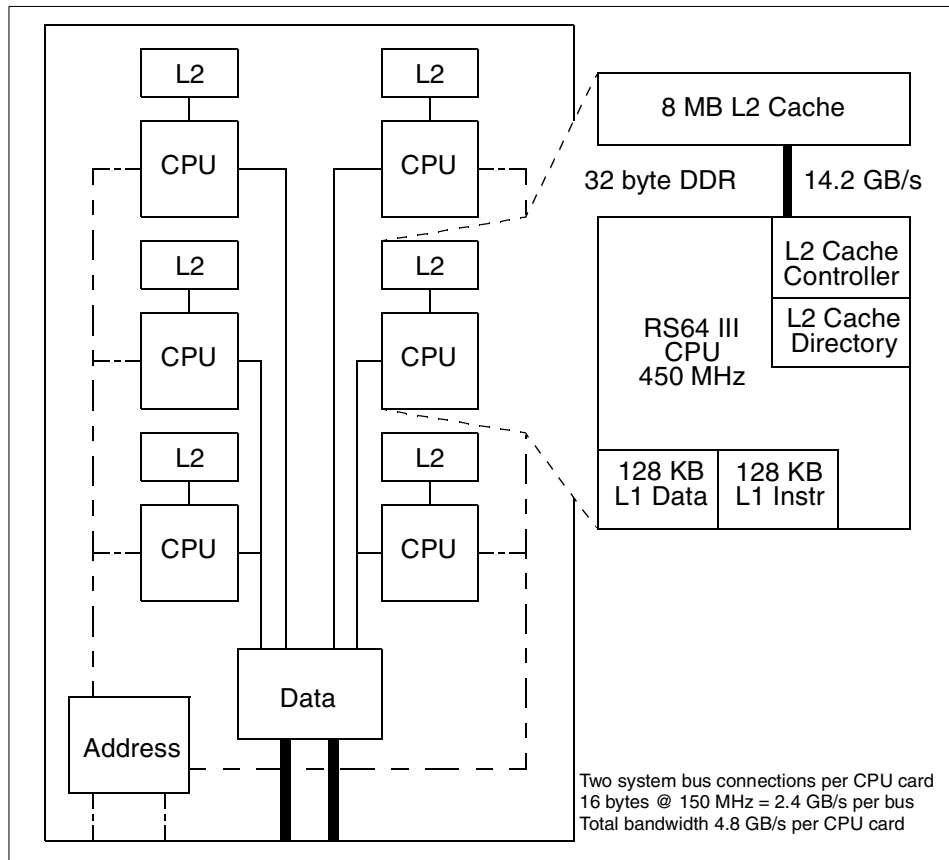 L2
L2
CPU
CPU
L2
L2
CPU
CPU
L2
L2
CPU
CPU
Data
Address
8 MB L2 Cache
32 byte DDR
14.2 GB/s
L2 Cache
Controller
L2 Cache
Directory
RS64 III
CPU
450 MHz
128 KB
L1 Data
128 KB
L1 Instr
Two system bus connections per CPU card
16 bytes @ 150 MHz = 2.4 GB/s per bus
Total bandwidth 4.8 GB/s per CPU card